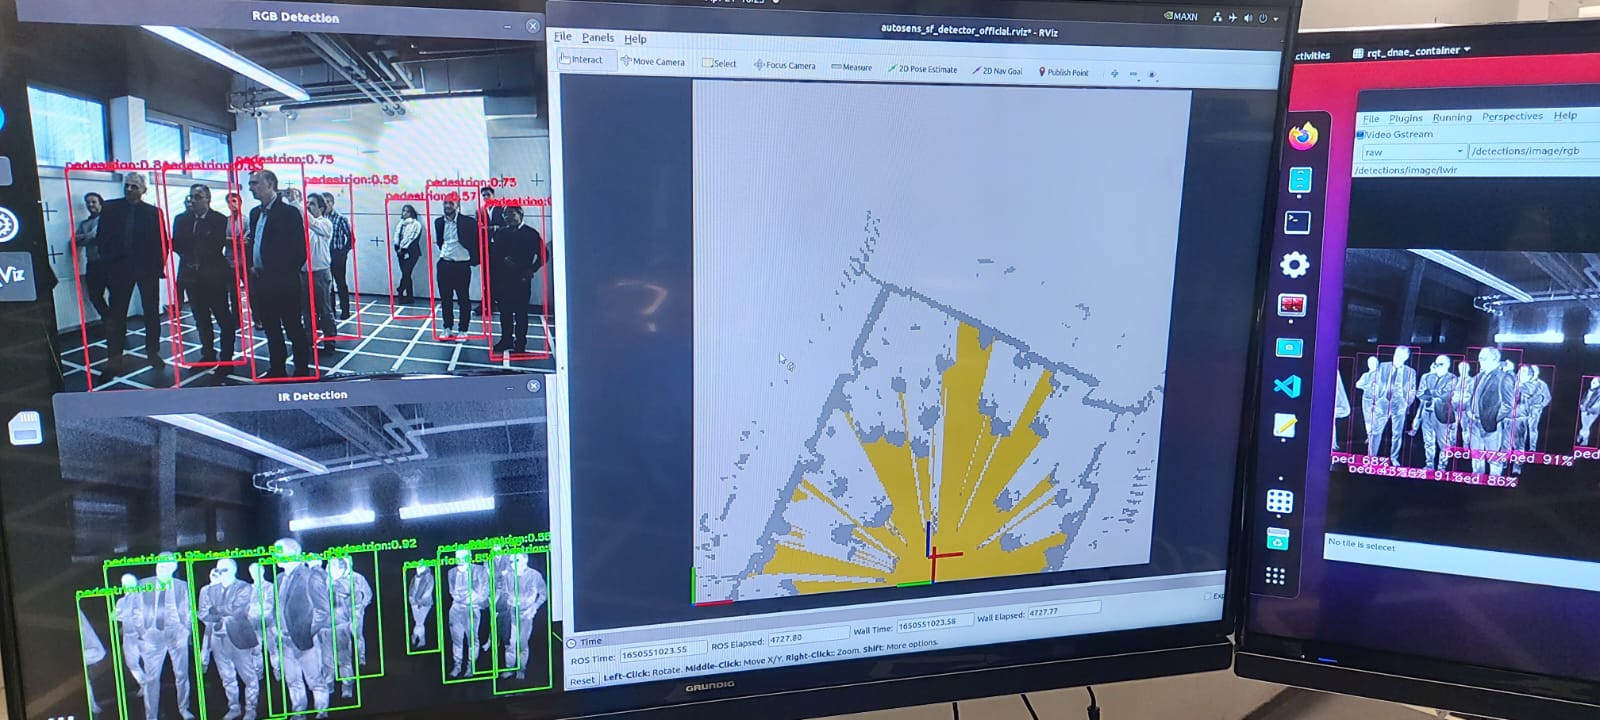 RGB Detection
pedestrian:0.75
pedestrian:0.58
pedestrian:0.73
IR Detection
pedestrian:0.92
autosens_sf_detector_official.rviz* - RViz
MAXN
File Panels Help
Interact Move Camera Select Focus Camera Measure 2D Pose Estimate 2D Nav Goal Publish Point
Time
ROS Time: 1650551023.55 ROS Elapsed: 4727.80 Wall Time: 1650551023.58 Wall Elapsed: 4727.77
Reset Left-Click: Rotate. Middle-Click: Move X/Y. Right-Click:: Zoom. Shift: More options.
GRUNDIG
ctivities rqt_dnae_container
File Plugins Running Perspectives Help
Video Gstream
raw /detections/image/rgb
/detections/image/lwir
ped 68% ped 77% ped 91% ped
91% ped 86%
No tile is selecet